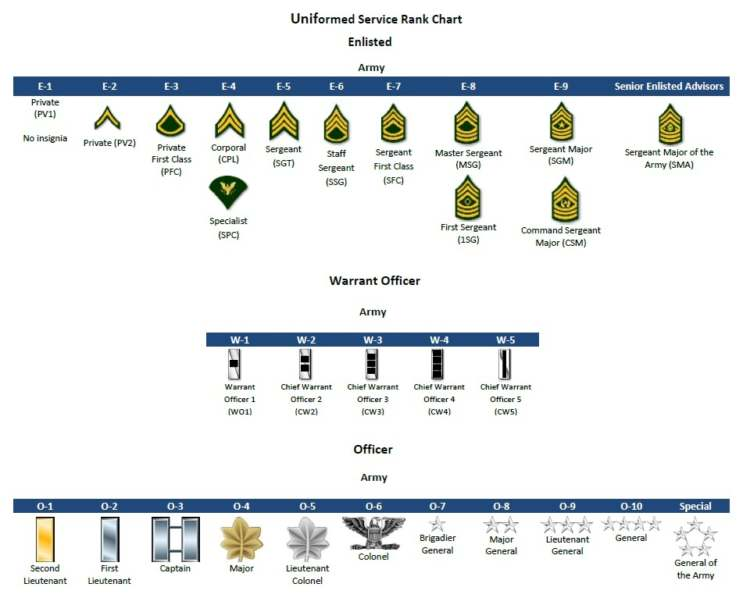 Uniformed Service Rank Chart
Enlisted
Army
E-1 E-2 E-3 E-4 E-5 E-6 E-7 E-8 E-9 Senior Enlisted Advisors
Private
(PV1)
No insignia
Private (PV2)
Private
First Class
(PFC)
Corporal
(CPL)
Specialist
(SPC)
Sergeant
(SGT)
Staff
Sergeant
(SSG)
Sergeant
First Class
(SFC)
Master Sergeant
(MSG)
First Sergeant
(1SG)
Sergeant Major
(SGM)
Command Sergeant
Major (CSM)
Sergeant Major of the
Army (SMA)
Warrant Officer
Army
W-1 W-2 W-3 W-4 W-5
Warrant
Officer 1
(WO1)
Chief Warrant
Officer 2
(CW2)
Chief Warrant
Officer 3
(CW3)
Chief Warrant
Officer 4
(CW4)
Chief Warrant
Officer 5
(CW5)
Officer
Army
O-1 O-2 O-3 O-4 O-5 O-6 O-7 O-8 O-9 O-10 Special
Second
Lieutenant
First
Lieutenant
Captain
Major
Lieutenant
Colonel
Colonel
Brigadier
General
Major
General
Lieutenant
General
General
General of
the Army